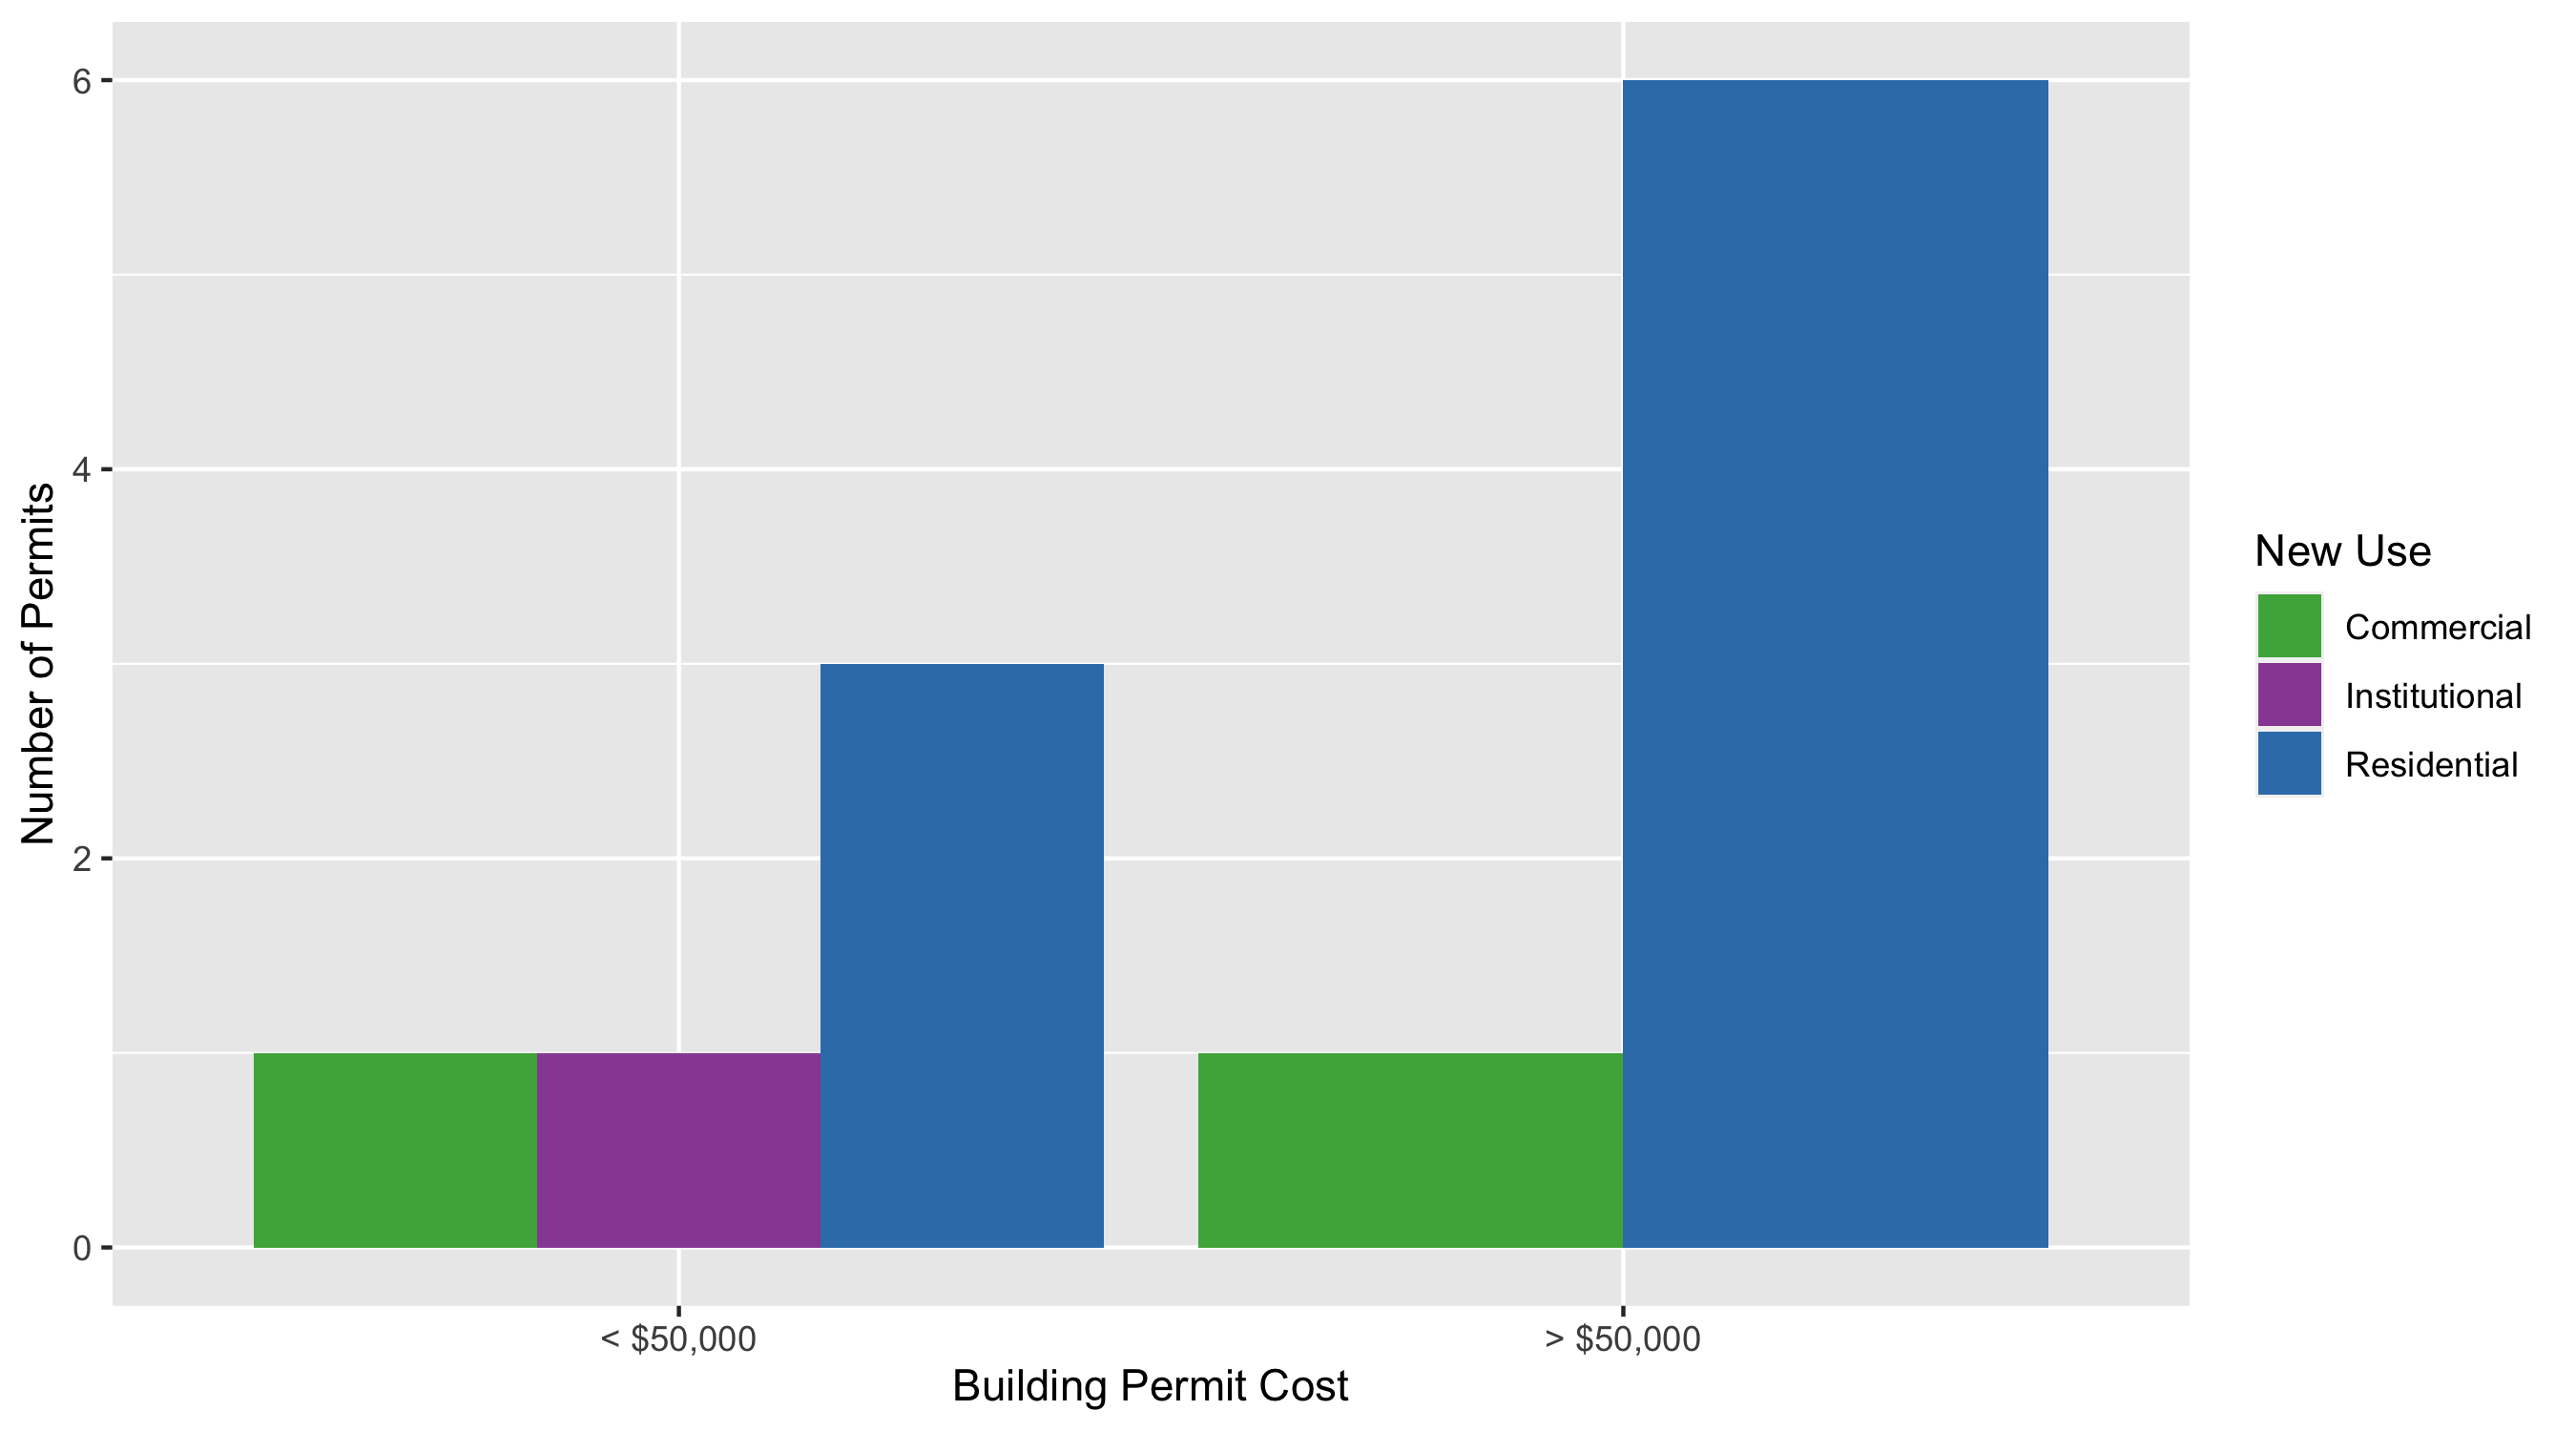 6
4
2
0
Number of Permits
< $50,000
> $50,000
Building Permit Cost
New Use
Commercial
Institutional
Residential